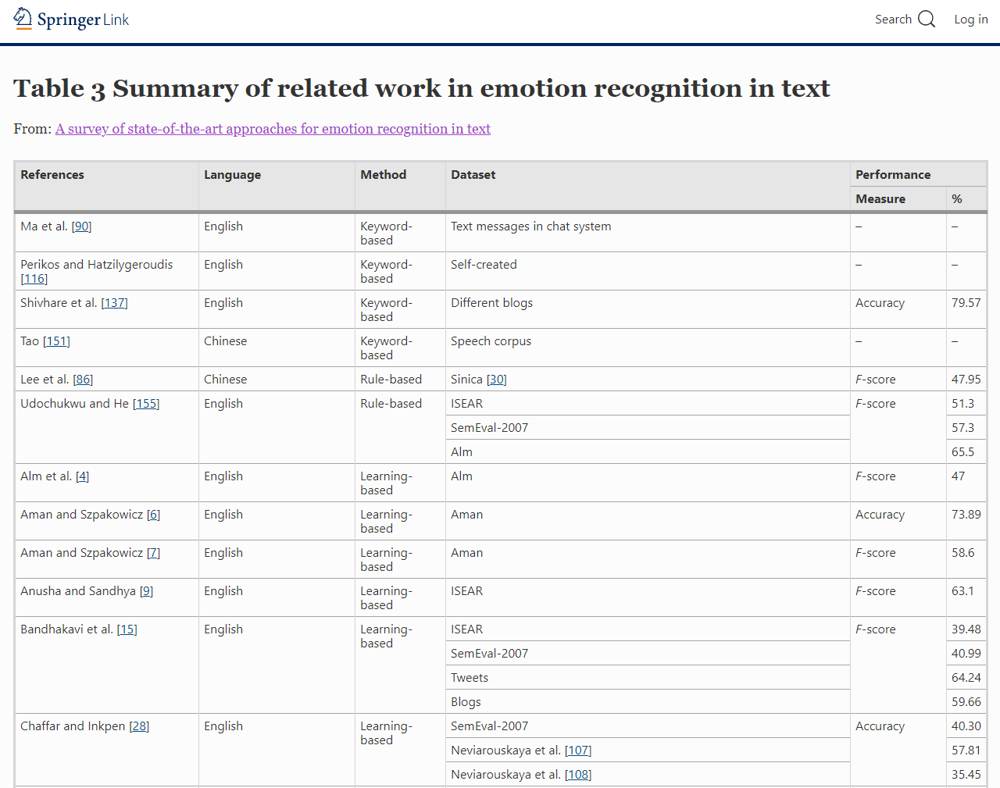 Springer Link
Search
Log in
Table 3 Summary of related work in emotion recognition in text
From: A survey of state-of-the-art approaches for emotion recognition in text
References Language Method Dataset Performance
Measure %
Ma et al. [90] English Keyword-based Text messages in chat system – –
Perikos and Hatzilygeroudis [116] English Keyword-based Self-created – –
Shivhare et al. [137] English Keyword-based Different blogs Accuracy 79.57
Tao [151] Chinese Keyword-based Speech corpus – –
Lee et al. [86] Chinese Rule-based Sinica [30] F-score 47.95
Udochukwu and He [155] English Rule-based ISEAR F-score 51.3
SemEval-2007 57.3
Alm 65.5
Alm et al. [4] English Learning-based Alm F-score 47
Aman and Szpakowicz [6] English Learning-based Aman Accuracy 73.89
Aman and Szpakowicz [7] English Learning-based Aman F-score 58.6
Anusha and Sandhya [9] English Learning-based ISEAR F-score 63.1
Bandhakavi et al. [15] English Learning-based ISEAR F-score 39.48
SemEval-2007 40.99
Tweets 64.24
Blogs 59.66
Chaffar and Inkpen [28] English Learning-based SemEval-2007 Accuracy 40.30
Neviarouskaya et al. [107] 57.81
Neviarouskaya et al. [108] 35.45